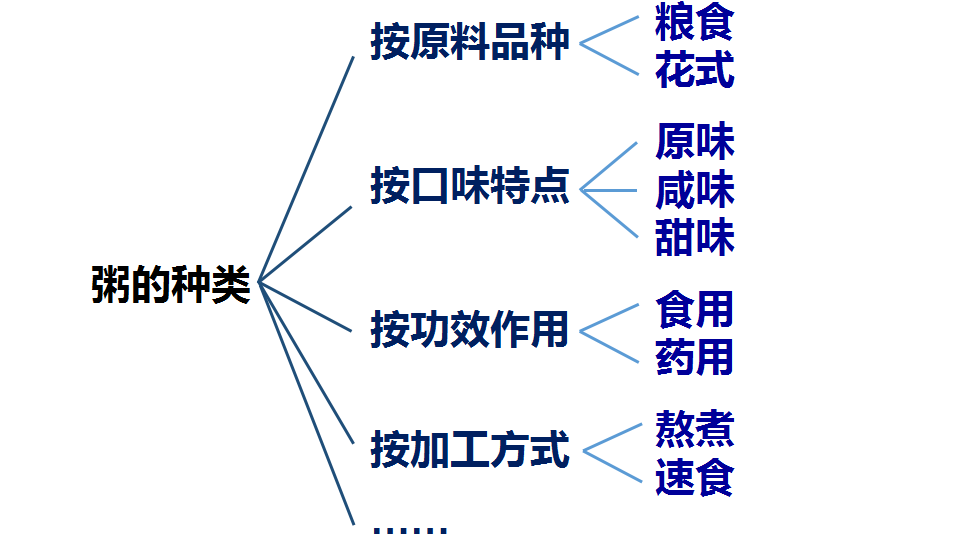 粥的种类
按原料品种
粮食
花式
按口味特点
原味
咸味
甜味
按功效作用
食用
药用
按加工方式
熬煮
速食
……